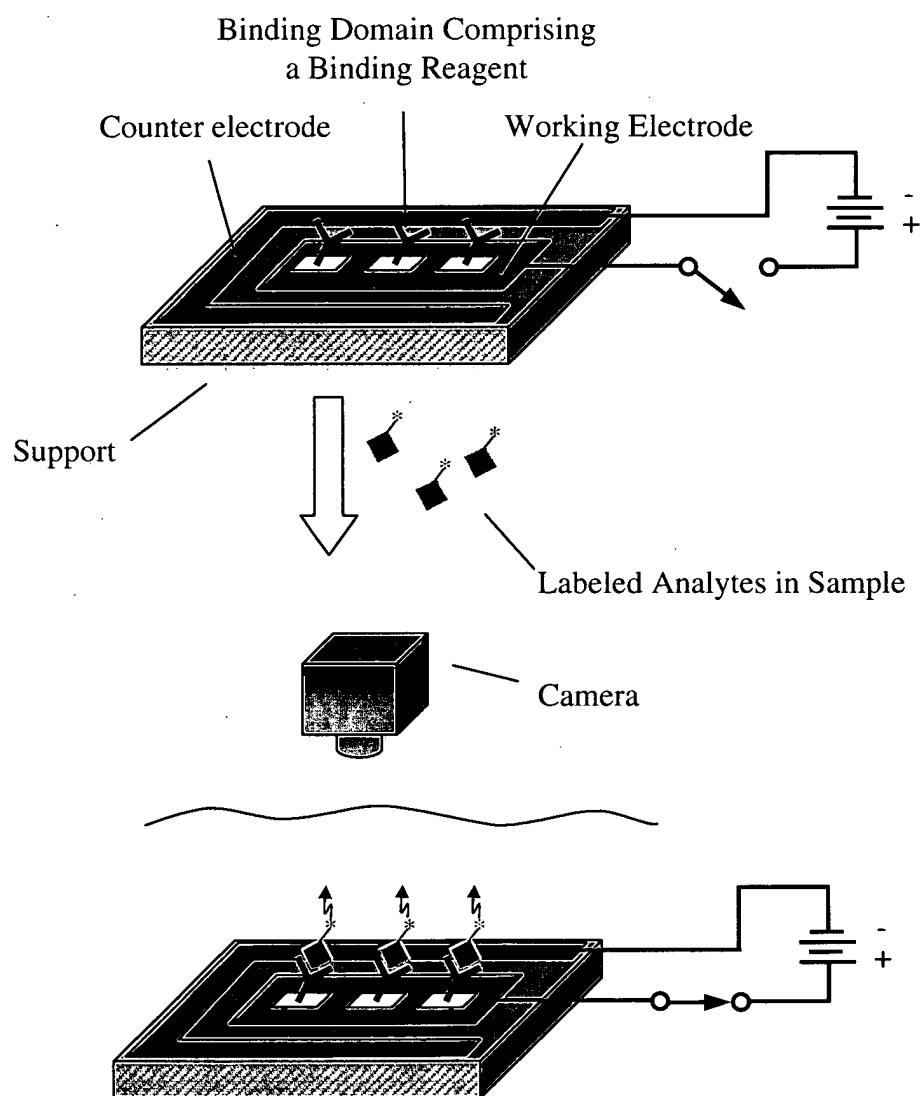 Binding Domain Comprising
a Binding Reagent
Counter electrode
Working Electrode
-
+
Support
*
*
*
Labeled Analytes in Sample
Camera
* * *
-
+